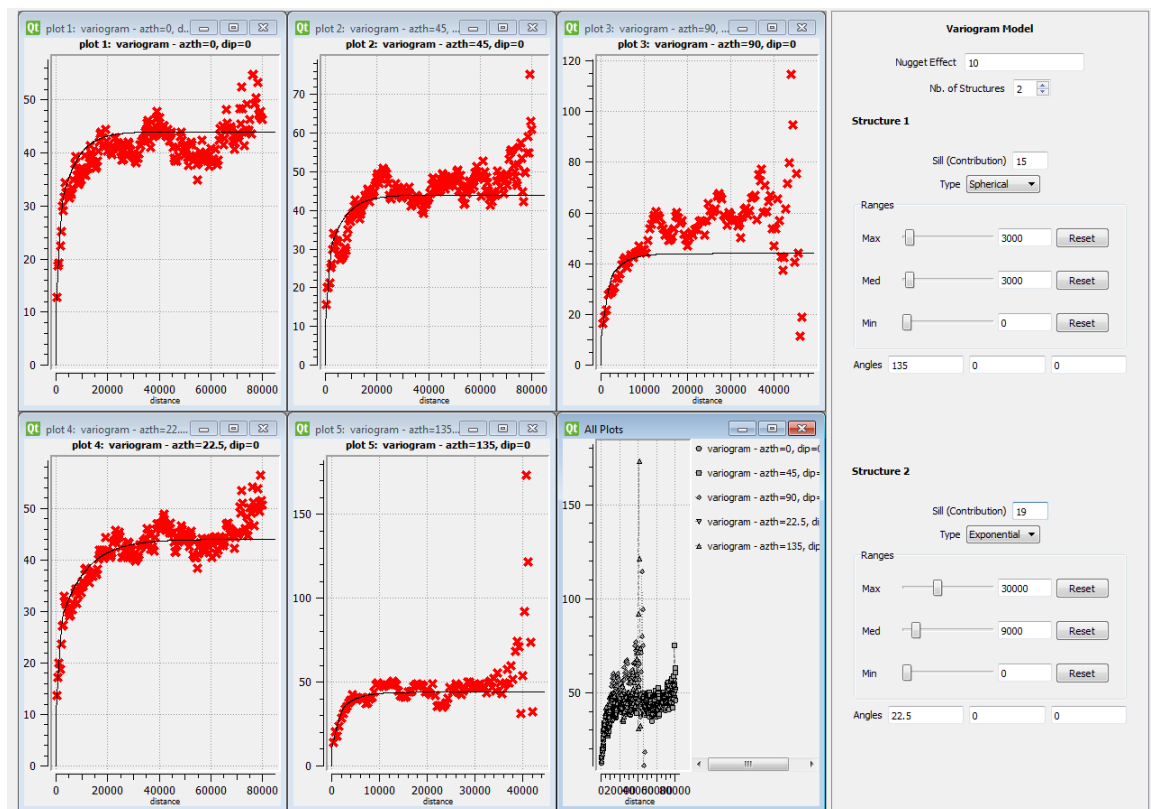 Qt plot 1: variogram - azth=0, d...
plot 1: variogram - azth=0, dip=0
50
40
30
20
10
0
0 20000 40000 60000 80000
distance
Qt plot 2: variogram - azth=45, ...
plot 2: variogram - azth=45, dip=0
70
60
50
40
30
20
10
0
0 20000 40000 60000 80000
distance
Qt plot 3: variogram - azth=90, ...
plot 3: variogram - azth=90, dip=0
120
100
80
60
40
20
0
0 10000 20000 30000 40000
distance
Qt plot 4: variogram - azth=22....
plot 4: variogram - azth=22.5, dip=0
50
40
30
20
10
0
0 20000 40000 60000 80000
distance
Qt plot 5: variogram - azth=135...
plot 5: variogram - azth=135, dip=0
150
100
50
0
0 10000 20000 30000 40000
distance
Qt All Plots
variogram - azth=0, dip=0
variogram - azth=45, dip=
variogram - azth=90, dip=
variogram - azth=22.5, di
variogram - azth=135, dip
150
100
50
distance
Variogram Model
Nugget Effect 10
Nb. of Structures 2
Structure 1
Sill (Contribution) 15
Type Spherical
Ranges
Max 3000 Reset
Med 3000 Reset
Min 0 Reset
Angles 135 0 0
Structure 2
Sill (Contribution) 19
Type Exponential
Ranges
Max 30000 Reset
Med 9000 Reset
Min 0 Reset
Angles 22.5 0 0